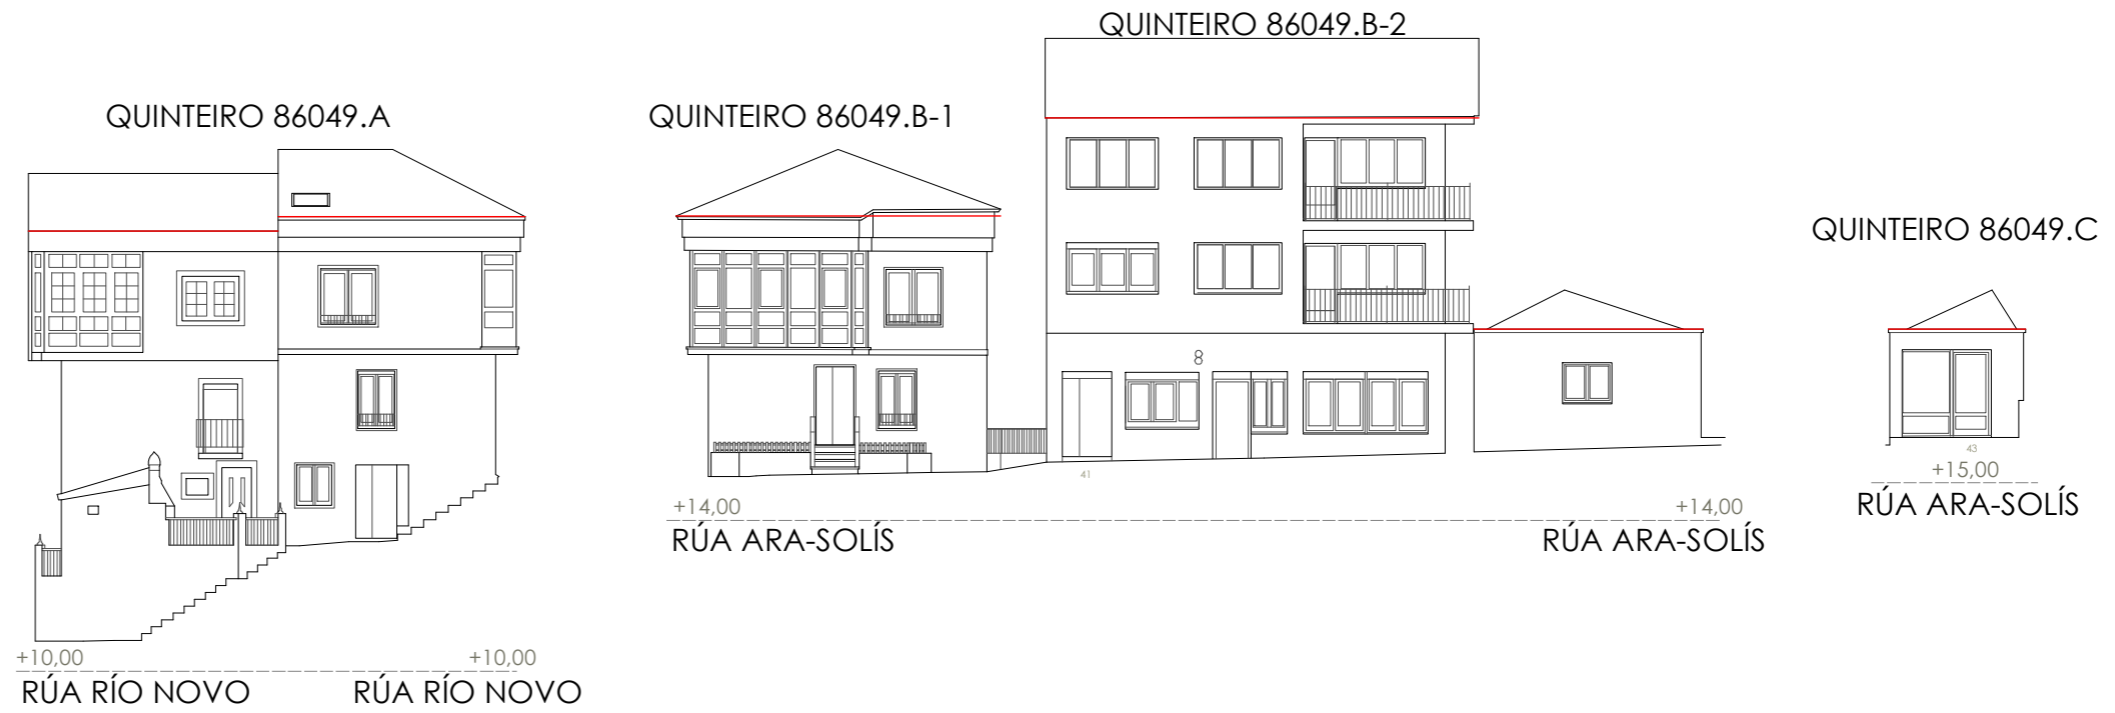 QUINTEIRO 86049.B-2
QUINTEIRO 86049.A
QUINTEIRO 86049.B-1
QUINTEIRO 86049.C
8
41
43
+15,00
RÚA ARA-SOLÍS
+14,00
+14,00
RÚA ARA-SOLÍS
RÚA ARA-SOLÍS
+10,00
+10,00
RÚA RÍO NOVO
RÚA RÍO NOVO